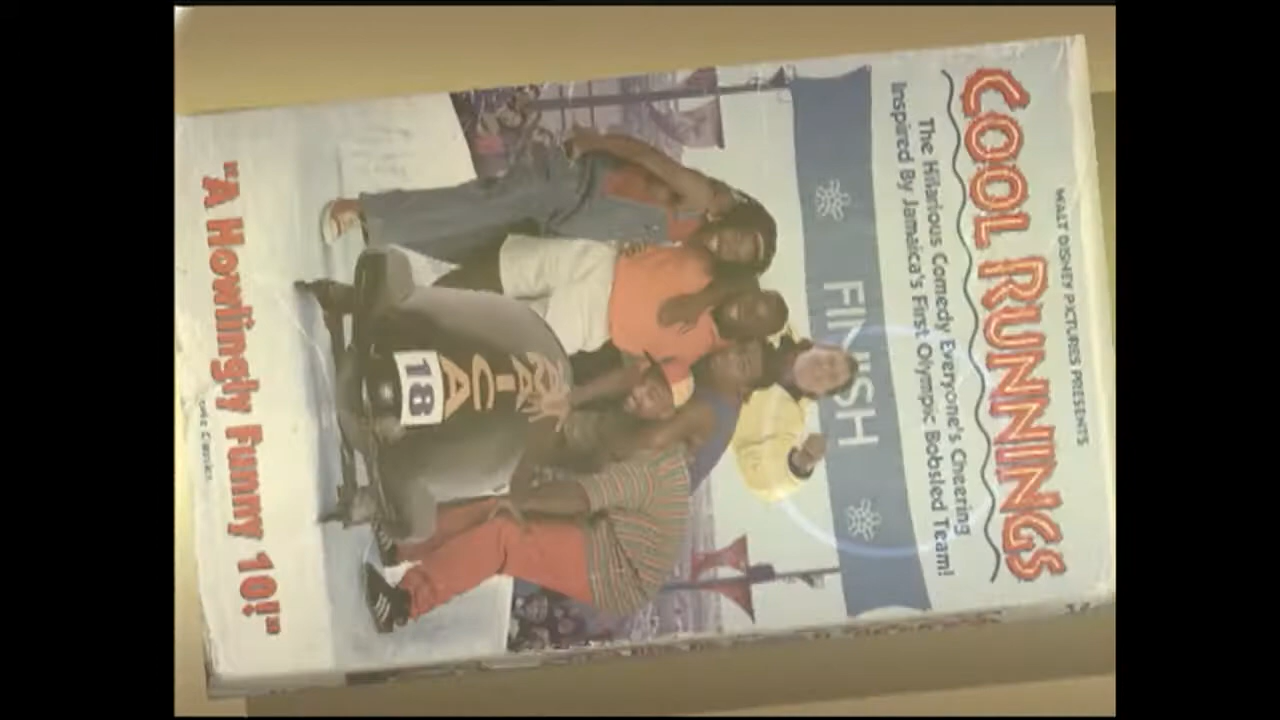 WALT DISNEY PICTURES PRESENTS
COOL RUNNINGS
The Hilarious Comedy Everyone's Cheering
Inspired By Jamaica's First Olympic Bobsled Team!
FINISH
AICA
18
"A Howlingly Funny 10!"